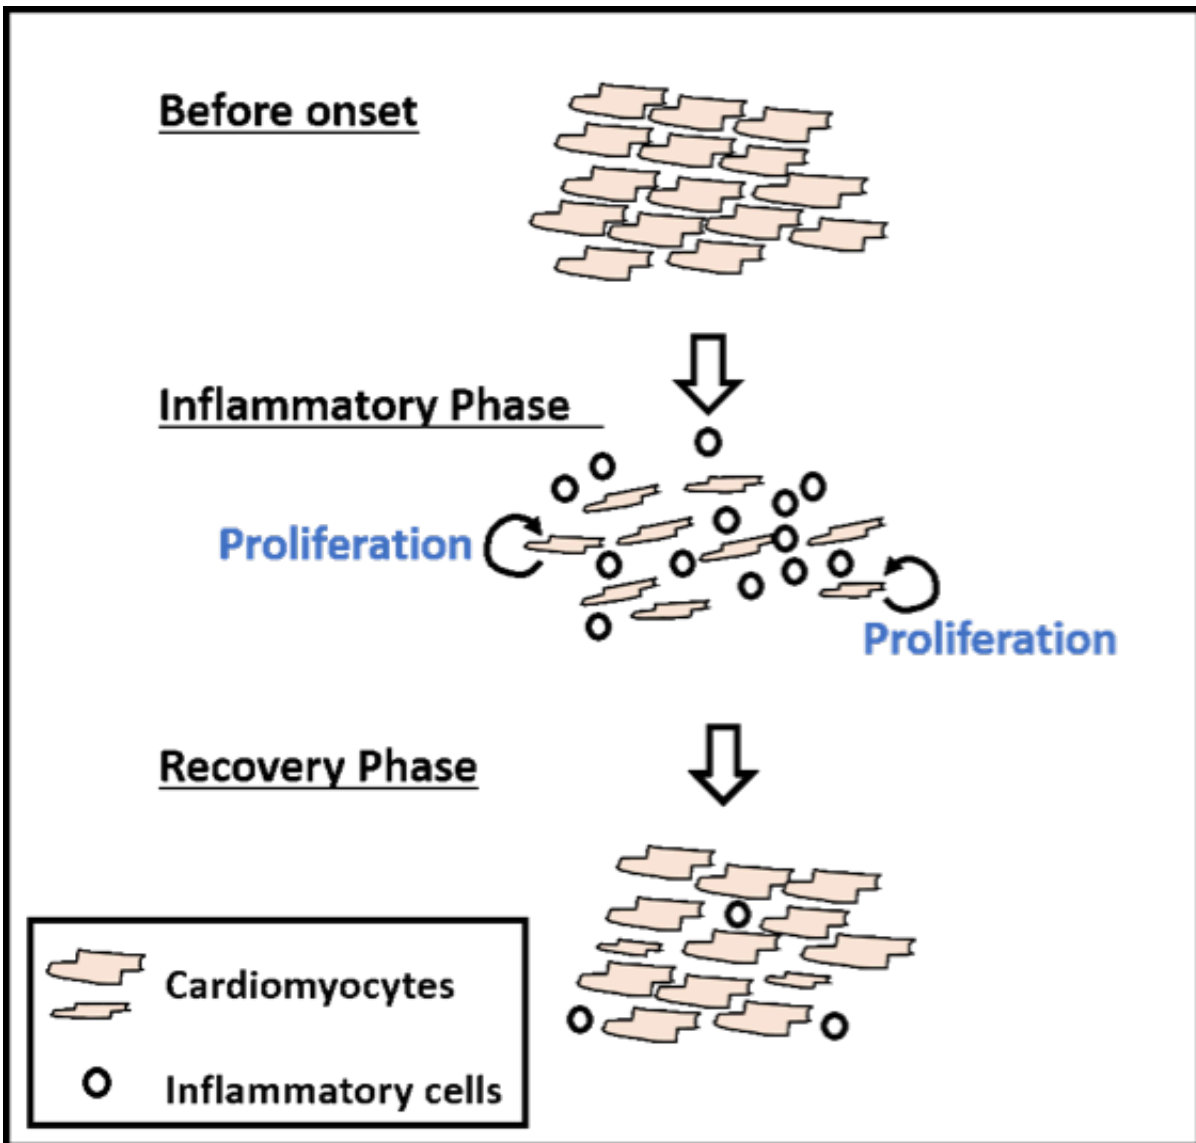 Before onset
Inflammatory Phase
Proliferation
Proliferation
Recovery Phase
Cardiomyocytes
Inflammatory cells